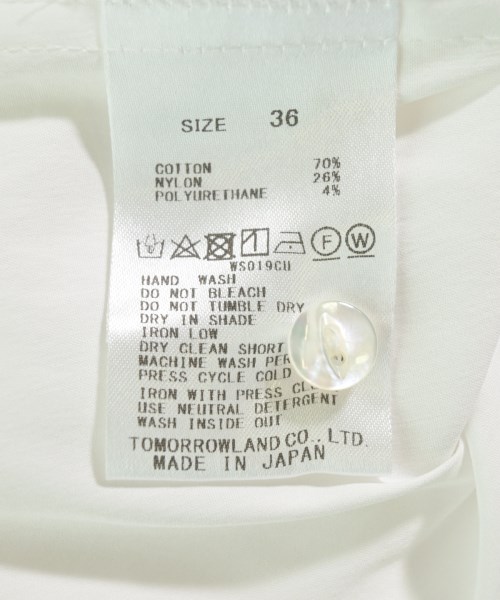 SIZE 36
COTTON 70%
NYLON 26%
POLYURETHANE 4%
F W
WS019CU
HAND WASH
DO NOT BLEACH
DO NOT TUMBLE DRY
DRY IN SHADE
IRON LOW
DRY CLEAN SHORT
MACHINE WASH PER
PRESS CYCLE COLD
IRON WITH PRESS CL
USE NEUTRAL DETERGENT
WASH INSIDE OUT
TOMORROWLAND CO., LTD.
MADE IN JAPAN